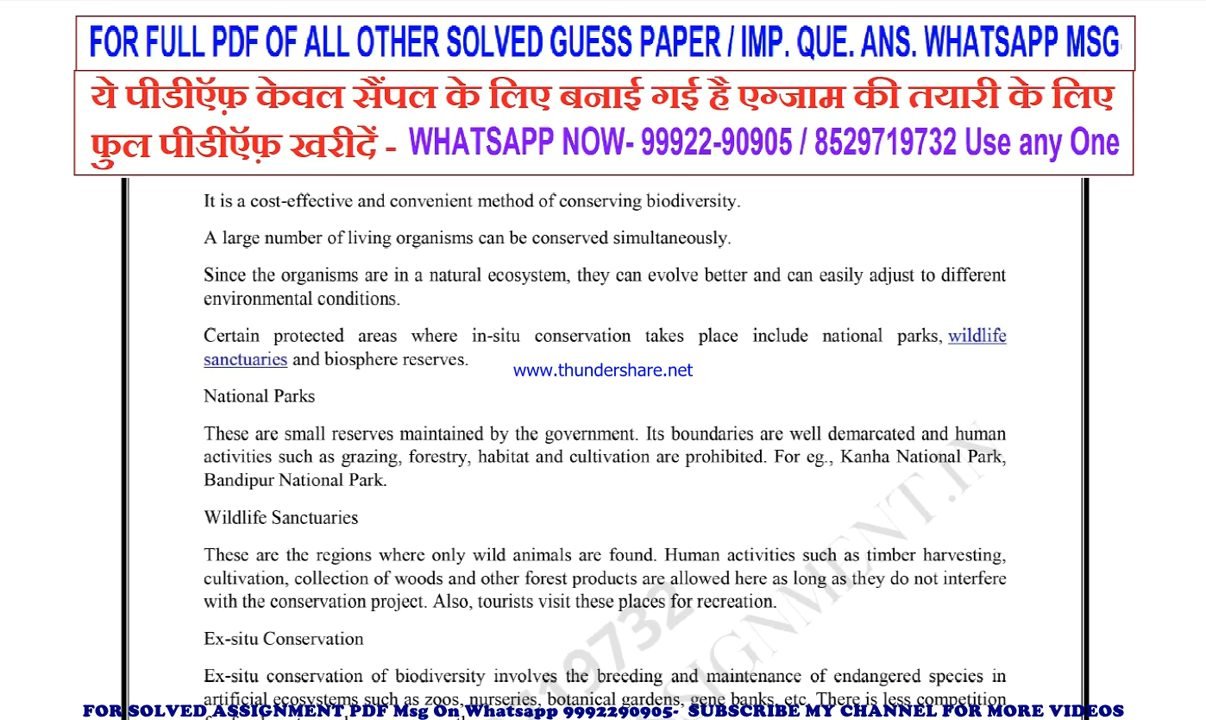 FOR FULL PDF OF ALL OTHER SOLVED GUESS PAPER / IMP. QUE. ANS. WHATSAPP MSG
ये पीडीऍफ़ केवल सैंपल के लिए बनाई गई है एग्जाम की तयारी के लिए
फुल पीडीऍफ़ खरीदें - WHATSAPP NOW- 99922-90905 / 8529719732 Use any One
It is a cost-effective and convenient method of conserving biodiversity.
A large number of living organisms can be conserved simultaneously.
Since the organisms are in a natural ecosystem, they can evolve better and can easily adjust to different
environmental conditions.
Certain protected areas where in-situ conservation takes place include national parks, wildlife
sanctuaries and biosphere reserves.
www.thundershare.net
National Parks
These are small reserves maintained by the government. Its boundaries are well demarcated and human
activities such as grazing, forestry, habitat and cultivation are prohibited. For eg., Kanha National Park,
Bandipur National Park.
Wildlife Sanctuaries
These are the regions where only wild animals are found. Human activities such as timber harvesting,
cultivation, collection of woods and other forest products are allowed here as long as they do not interfere
with the conservation project. Also, tourists visit these places for recreation.
Ex-situ Conservation
Ex-situ conservation of biodiversity involves the breeding and maintenance of endangered species in
artificial ecosystems such as zoos, nurseries, botanical gardens, gene banks, etc. There is less competition
19732
SIGNMENT.IN
FOR SOLVED ASSIGNMENT PDF Msg On Whatsapp 9992290905- SUBSCRIBE MY CHANNEL FOR MORE VIDEOS